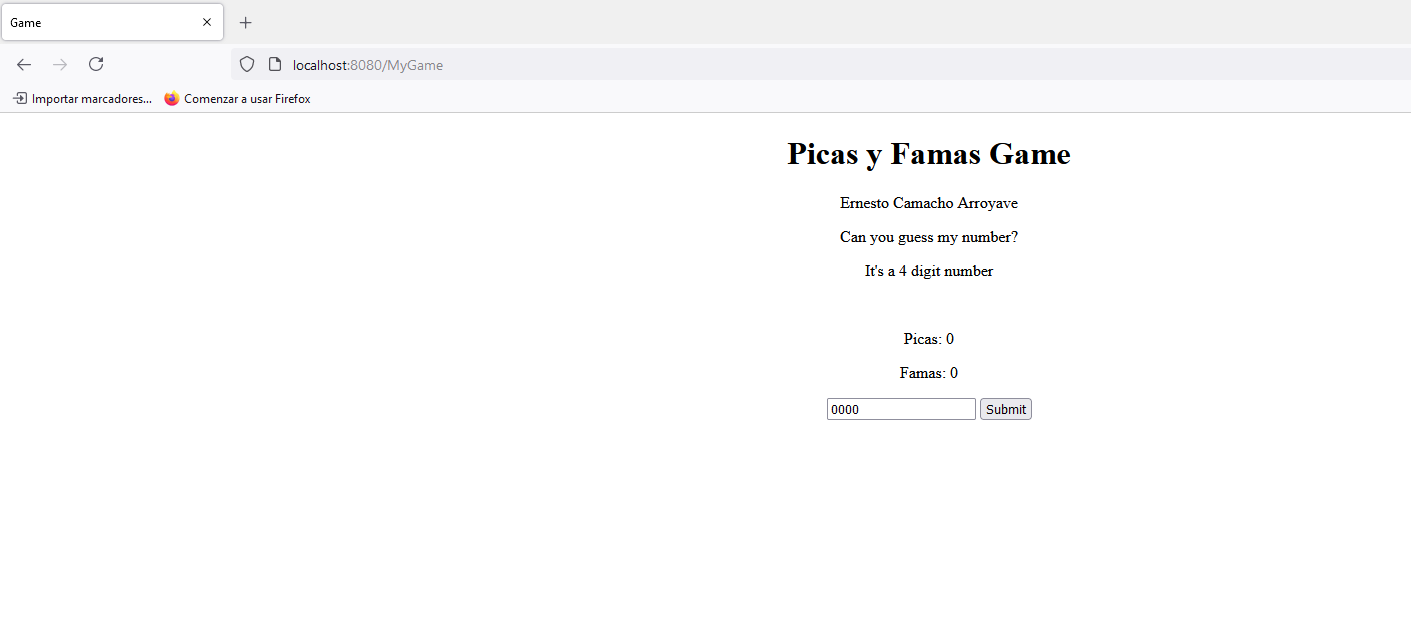 Game
localhost:8080/MyGame
Importar marcadores... Comenzar a usar Firefox
Picas y Famas Game
Ernesto Camacho Arroyave
Can you guess my number?
It's a 4 digit number
Picas: 0
Famas: 0
0000 Submit